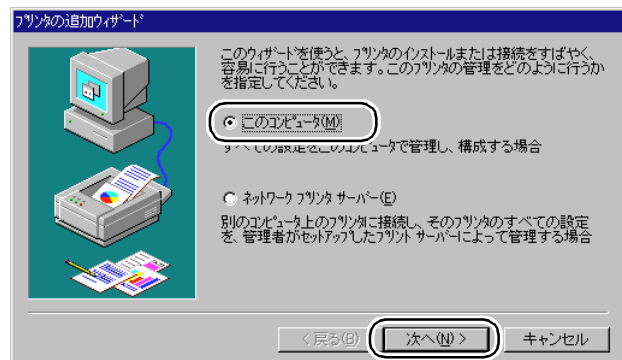 プリンタの追加ウィザード
このウィザードを使うと、プリンタのインストールまたは接続をすばやく、
容易に行うことができます。このプリンタの管理をどのように行うか
を指定してください。
このコンピュータ(M)
すべての設定をこのコンピュータで管理し、構成する場合
ネットワーク プリンタ サーバー(E)
別のコンピュータ上のプリンタに接続し、そのプリンタのすべての設定
を、管理者がセットアップしたプリント サーバーによって管理する場合
< 戻る(B)
次へ(N) >
キャンセル